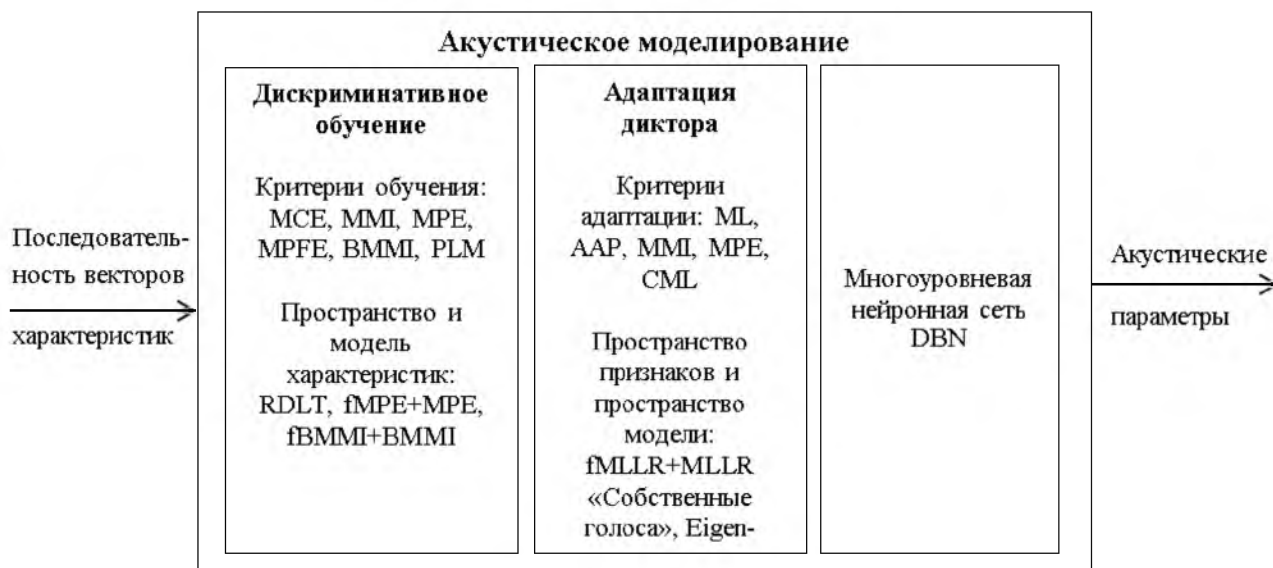 Акустическое моделирование
Последователь-
ность векторов
характеристик
Дискриминативное
обучение
Критерии обучения:
MCE, MMI, MPE,
MPFE, BMMI, PLM
Пространство и
модель
характеристик:
RDLT, fMPE+MPE,
fBMMI+BMMI
Адаптация
диктора
Критерии
адаптации: ML,
AAP, MMI, MPE,
CML
Пространство
признаков и
пространство
модели:
fMLLR+MLLR
«Собственные
голоса», Eigen-
Многоуровневая
нейронная сеть
DBN
Акустические
параметры